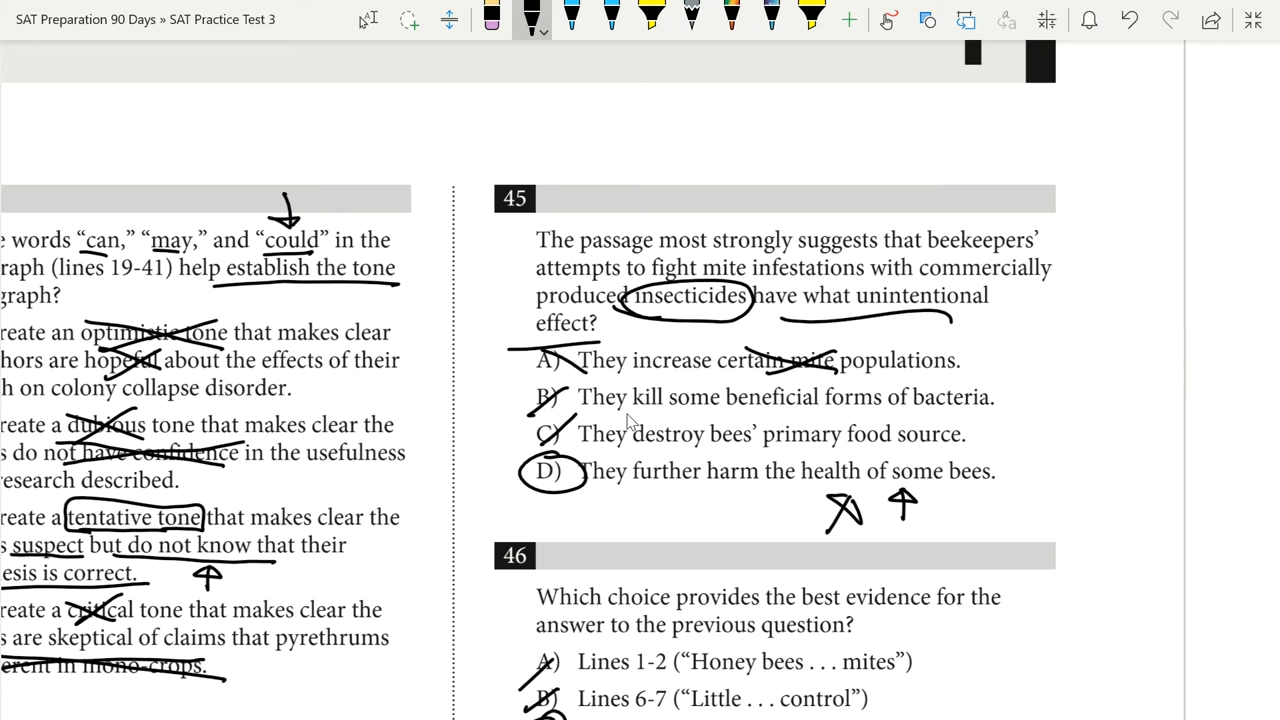 SAT Preparation 90 Days » SAT Practice Test 3
e words “can,” “may,” and “could” in the
raph (lines 19-41) help establish the tone
graph?
reate an optimistic tone that makes clear
hors are hopeful about the effects of their
h on colony collapse disorder.
reate a dubious tone that makes clear the
s do not have confidence in the usefulness
esearch described.
reate a tentative tone that makes clear the
s suspect but do not know that their
esis is correct.
reate a critical tone that makes clear the
s are skeptical of claims that pyrethrums
erent in mono-crops.
45
The passage most strongly suggests that beekeepers’
attempts to fight mite infestations with commercially
produced insecticides have what unintentional
effect?
A) They increase certain mite populations.
B) They kill some beneficial forms of bacteria.
C) They destroy bees’ primary food source.
D) They further harm the health of some bees.
46
Which choice provides the best evidence for the
answer to the previous question?
A) Lines 1-2 (“Honey bees . . . mites”)
B) Lines 6-7 (“Little . . . control”)